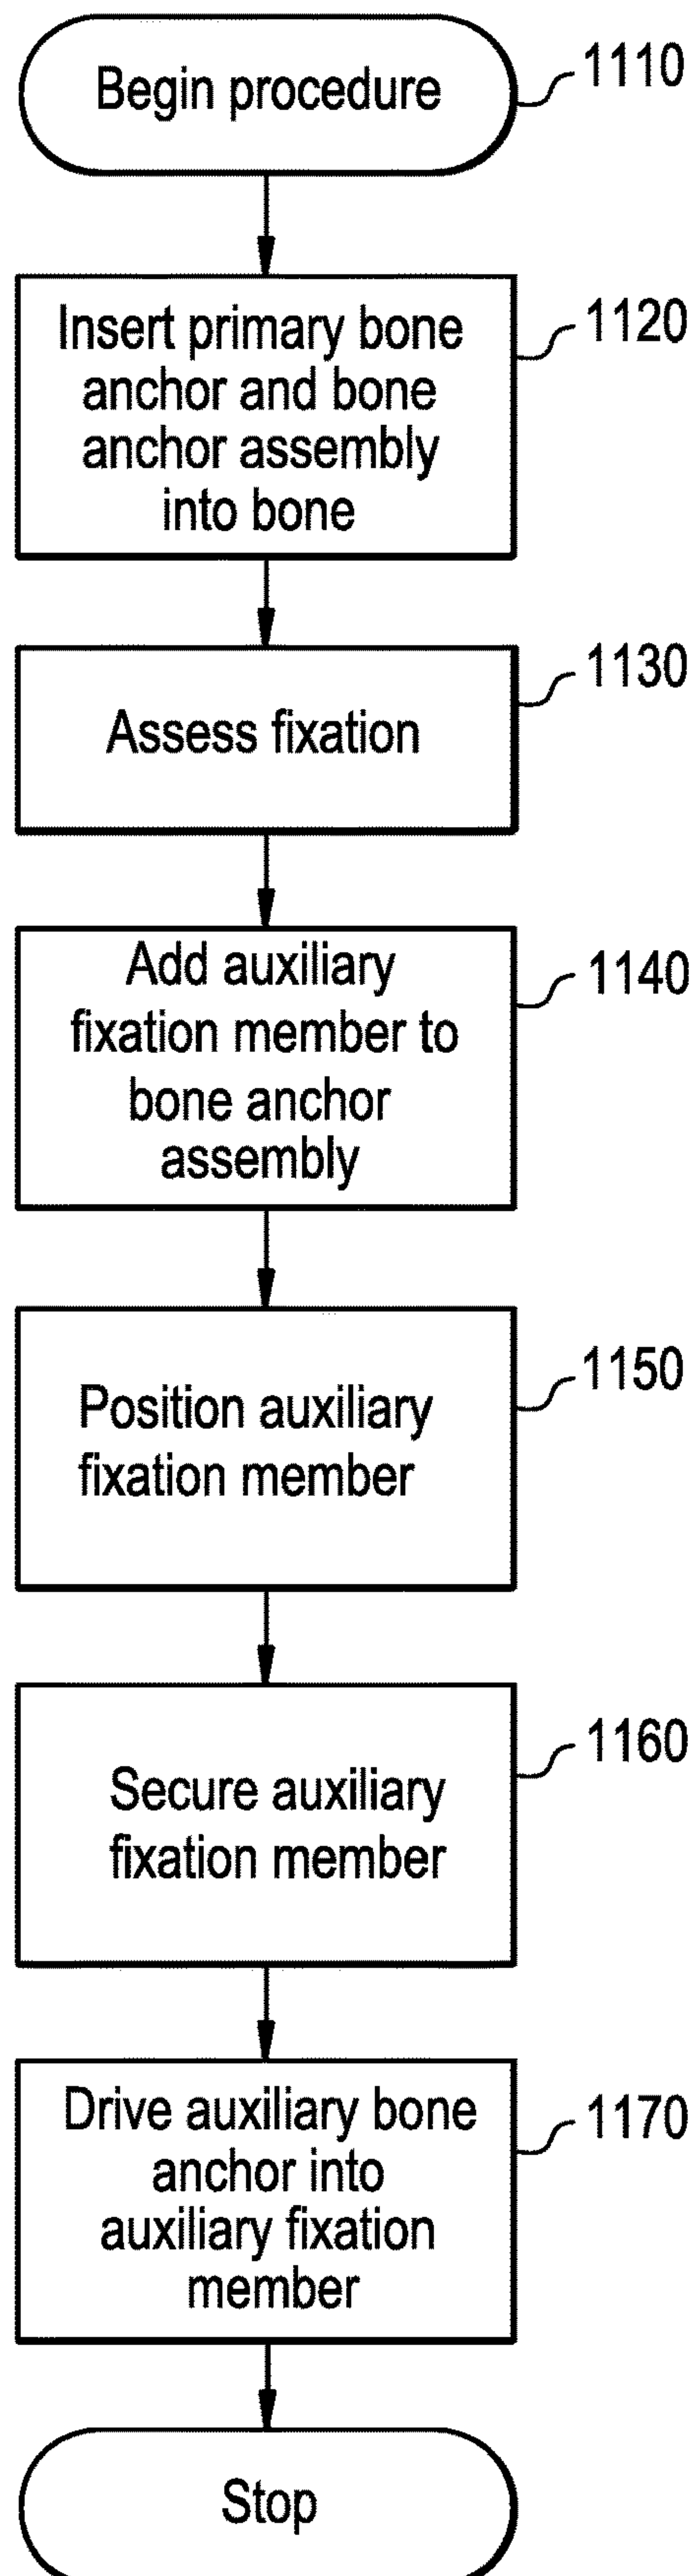 Begin procedure
1110
Insert primary bone
anchor and bone
anchor assembly
into bone
1120
Assess fixation
1130
Add auxiliary
fixation member to
bone anchor
assembly
1140
Position auxiliary
fixation member
1150
Secure auxiliary
fixation member
1160
Drive auxiliary bone
anchor into
auxiliary fixation
member
1170
Stop